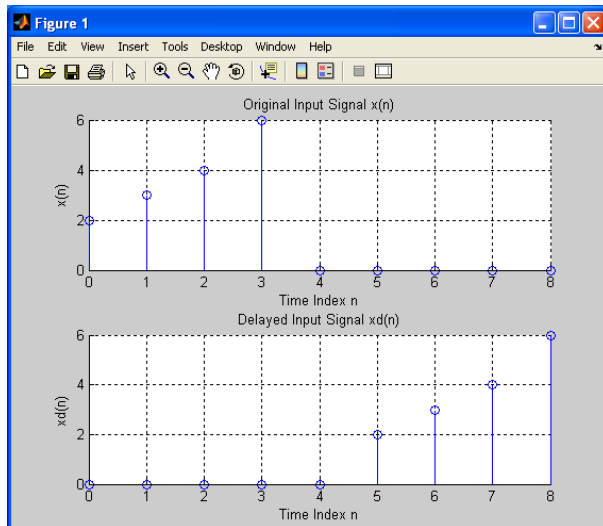 Figure 1
File Edit View Insert Tools Desktop Window Help
Original Input Signal x(n)
6
4
2
0
x(n)
0 1 2 3 4 5 6 7 8
Time Index n
Delayed Input Signal xd(n)
6
4
2
0
xd(n)
0 1 2 3 4 5 6 7 8
Time Index n